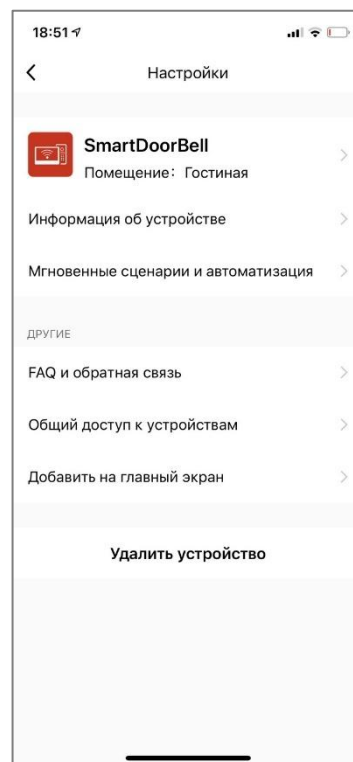 18:51
Настройки
SmartDoorBell
Помещение: Гостиная
Информация об устройстве
Мгновенные сценарии и автоматизация
ДРУГИЕ
FAQ и обратная связь
Общий доступ к устройствам
Добавить на главный экран
Удалить устройство